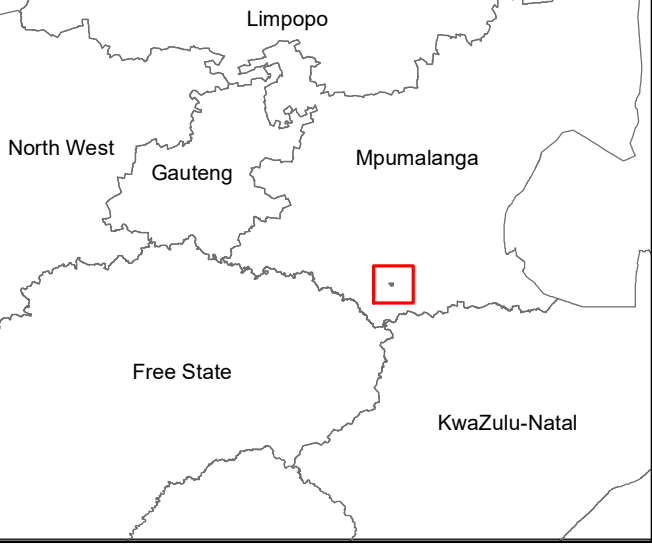 Limpopo
North West
Mpumalanga
Gauteng
Free State
KwaZulu-Natal